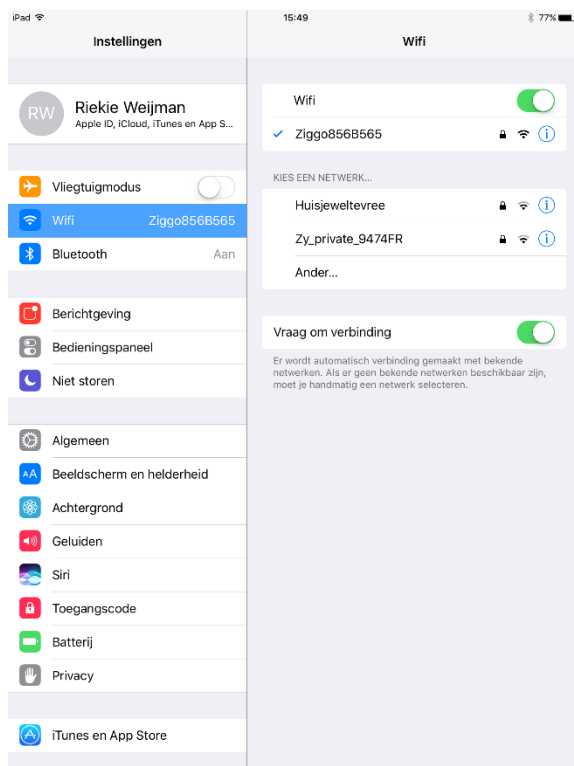 iPad 15:49 77%
Instellingen
Wifi
RW
Riekie Weijman
Apple ID, iCloud, iTunes en App S...
Vliegtuigmodus
Wifi Ziggo856B565
Bluetooth Aan
Berichtgeving
Bedieningspaneel
Niet storen
Algemeen
AA Beeldscherm en helderheid
Achtergrond
Geluiden
Siri
Toegangscode
Batterij
Privacy
iTunes en App Store
Wifi
Ziggo856B565
KIES EEN NETWERK...
Huisjeweltevree
Zy_private_9474FR
Ander...
Vraag om verbinding
Er wordt automatisch verbinding gemaakt met bekende
netwerken. Als er geen bekende netwerken beschikbaar zijn,
moet je handmatig een netwerk selecteren.